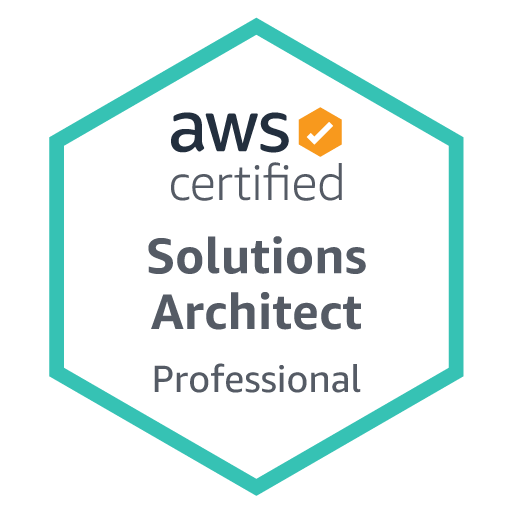 aws
certified
Solutions
Architect
Professional